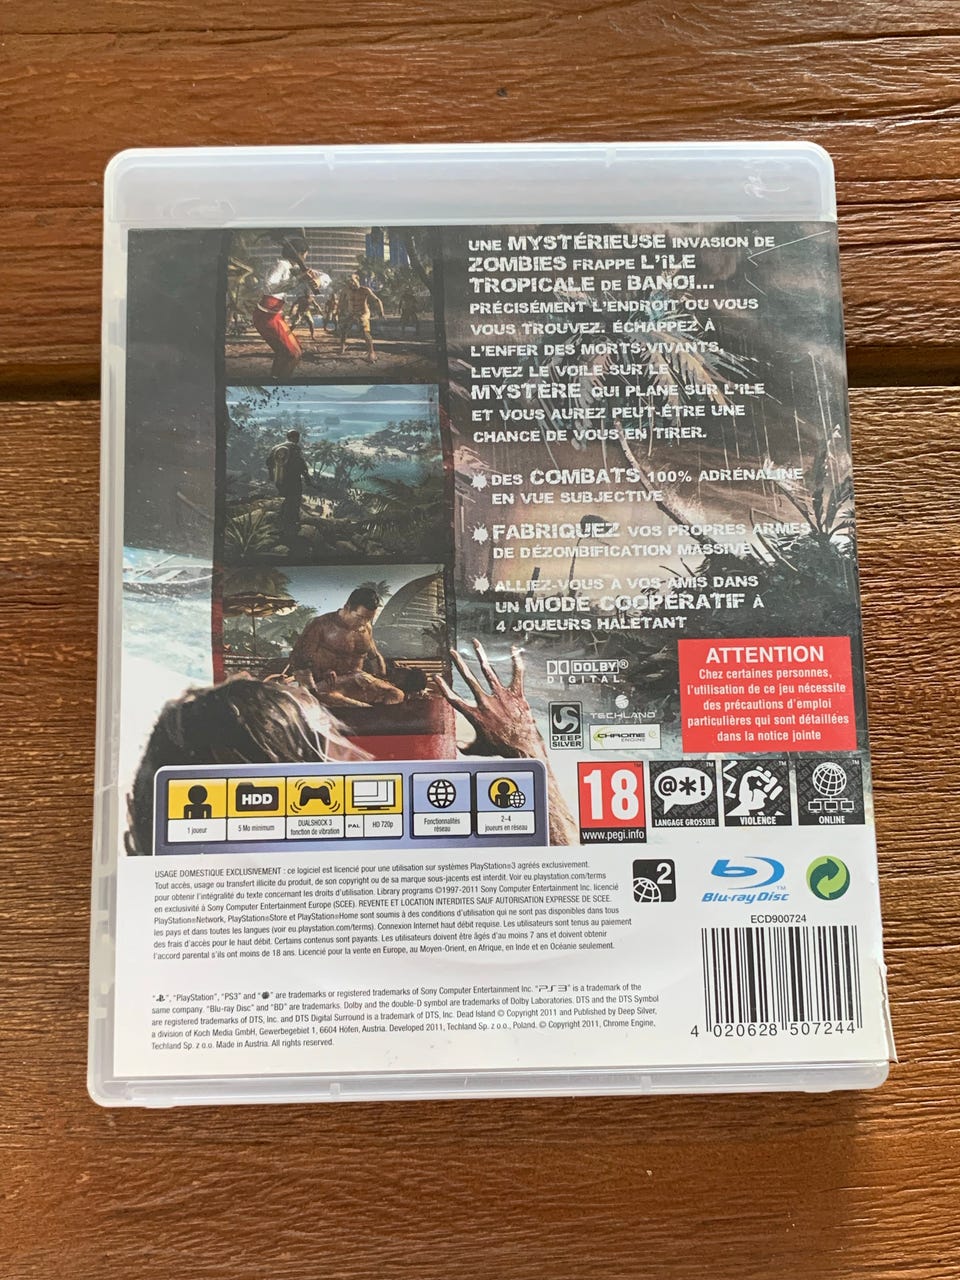 UNE MYSTÉRIEUSE INVASION DE
ZOMBIES FRAPPE L'ÎLE
TROPICALE DE BANOI...
PRÉCISÉMENT L'ENDROIT OU VOUS
VOUS TROUVEZ. ÉCHAPPEZ À
L'ENFER DES MORTS-VIVANTS,
LEVEZ LE VOILE SUR LE
MYSTÈRE QUI PLANE SUR L'ÎLE
ET VOUS AUREZ PEUT-ÊTRE UNE
CHANCE DE VOUS EN TIRER.
DES COMBATS 100% ADRÉNALINE
EN VUE SUBJECTIVE
FABRIQUEZ VOS PROPRES ARMES
DE DÉZOMBIFICATION MASSIVE
ALLIEZ-VOUS A VOS AMIS DANS
UN MODE COOPÉRATIF À
4 JOUEURS HALETANT
DOLBY®
DIGITAL
DEEP
SILVER
TECHLAND
CHROME
ENGINE
ATTENTION
Chez certaines personnes,
l'utilisation de ce jeu nécessite
des précautions d'emploi
particulières qui sont détaillées
dans la notice jointe
1 joueur
HDD
5 Mo minimum
DUALSHOCK 3
fonction de vibration
PAL
HD 720p
Fonctionnalités
réseau
2-4
joueurs en réseau
18
www.pegi.info
@*!
LANGAGE GROSSIER
VIOLENCE
ONLINE
USAGE DOMESTIQUE EXCLUSIVEMENT : ce logiciel est licencié pour une utilisation sur systèmes PlayStation®3 agréés exclusivement.
Tout accès, usage ou transfert illicite du produit, de son copyright ou de sa marque sous-jacents est interdit. Voir eu.playstation.com/terms
pour obtenir l'intégralité du texte concernant les droits d'utilisation. Library programs ©1997-2011 Sony Computer Entertainment Inc. licencié
en exclusivité à Sony Computer Entertainment Europe (SCEE). REVENTE ET LOCATION INTERDITES SAUF AUTORISATION EXPRESSE DE SCEE.
PlayStation®Network, PlayStation®Store et PlayStation®Home sont soumis à des conditions d'utilisation qui ne sont pas disponibles dans tous
les pays et dans toutes les langues (voir eu.playstation.com/terms). Connexion Internet haut débit requise. Les utilisateurs sont tenus au paiement
des frais d'accès pour le haut débit. Certains contenus sont payants. Les utilisateurs doivent être âgés d'au moins 7 ans et doivent obtenir
l'accord parental s'ils ont moins de 18 ans. Licencié pour la vente en Europe, au Moyen-Orient, en Afrique, en Inde et en Océanie seulement.
2
Blu-ray Disc™
ECD900724
4 020628 507244
"PlayStation", "PS3" and are trademarks or registered trademarks of Sony Computer Entertainment Inc. "PS3" is a trademark of the
same company. "Blu-ray Disc" and "BD" are trademarks. Dolby and the double-D symbol are trademarks of Dolby Laboratories. DTS and the DTS Symbol
are registered trademarks of DTS, Inc. and DTS Digital Surround is a trademark of DTS, Inc. Dead Island © Copyright 2011 and Published by Deep Silver,
a division of Koch Media GmbH, Gewerbegebiet 1, 6604 Höfen, Austria. Developed 2011, Techland Sp. z o.o., Poland. © Copyright 2011, Chrome Engine,
Techland Sp. z o.o. Made in Austria. All rights reserved.